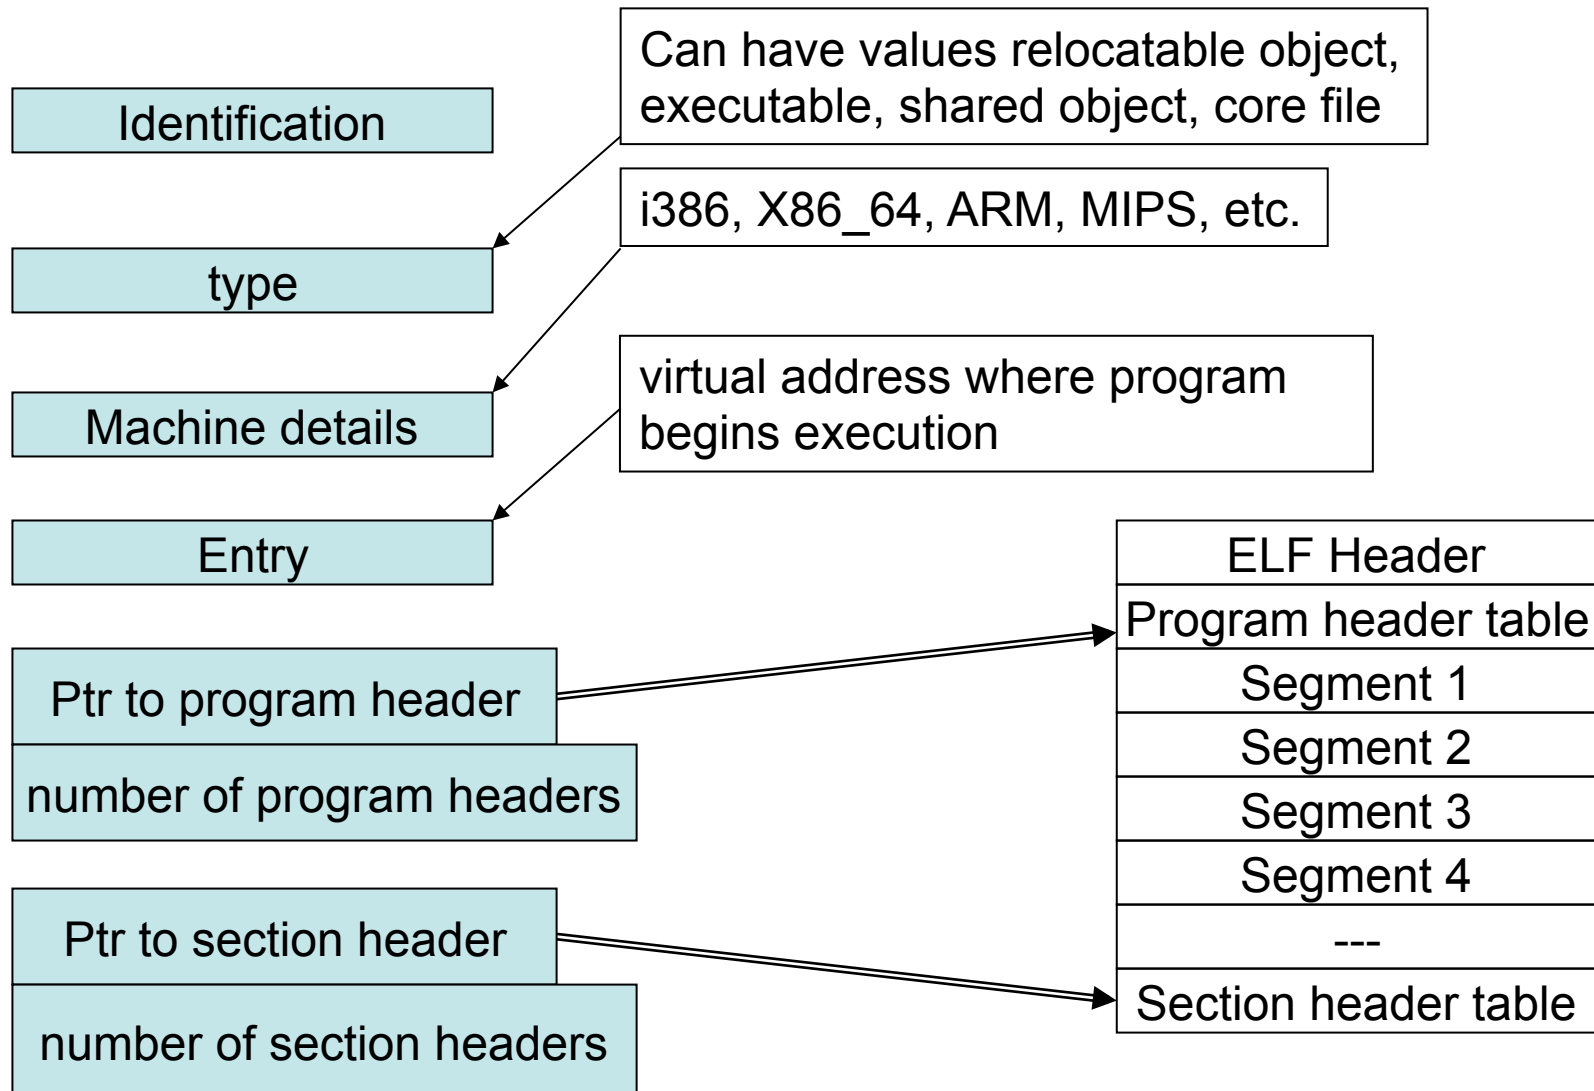 Can have values relocatable object,
executable, shared object, core file
Identification
i386, X86_64, ARM, MIPS, etc.
type
virtual address where program
begins execution
Machine details
Entry
Ptr to program header
number of program headers
Ptr to section header
number of section headers
ELF Header
Program header table
Segment 1
Segment 2
Segment 3
Segment 4
---
Section header table